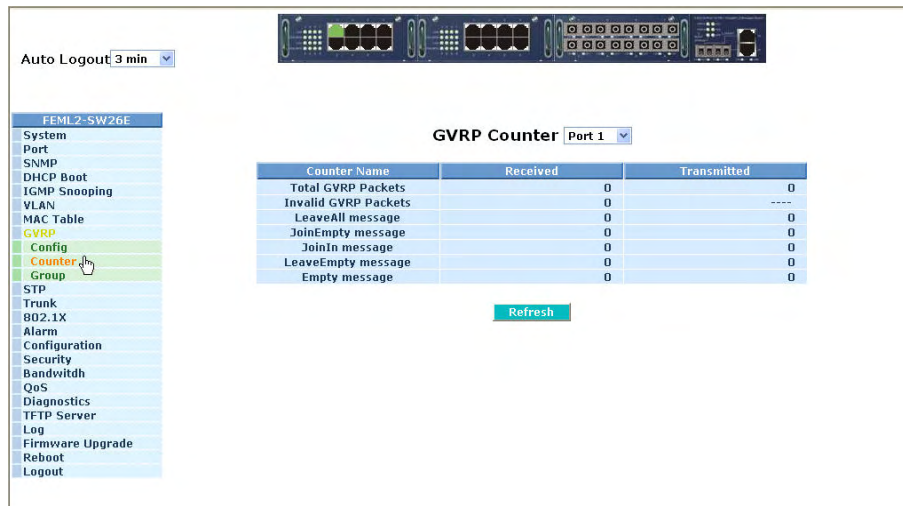 Auto Logout 3 min
FEML2-SW26E
System
Port
SNMP
DHCP Boot
IGMP Snooping
VLAN
MAC Table
GVRP
Config
Counter
Group
STP
Trunk
802.1X
Alarm
Configuration
Security
Bandwitdh
QoS
Diagnostics
TFTP Server
Log
Firmware Upgrade
Reboot
Logout
GVRP Counter Port 1
Counter Name Received Transmitted
Total GVRP Packets 0 0
Invalid GVRP Packets 0 ----
LeaveAll message 0 0
JoinEmpty message 0 0
JoinIn message 0 0
LeaveEmpty message 0 0
Empty message 0 0
Refresh